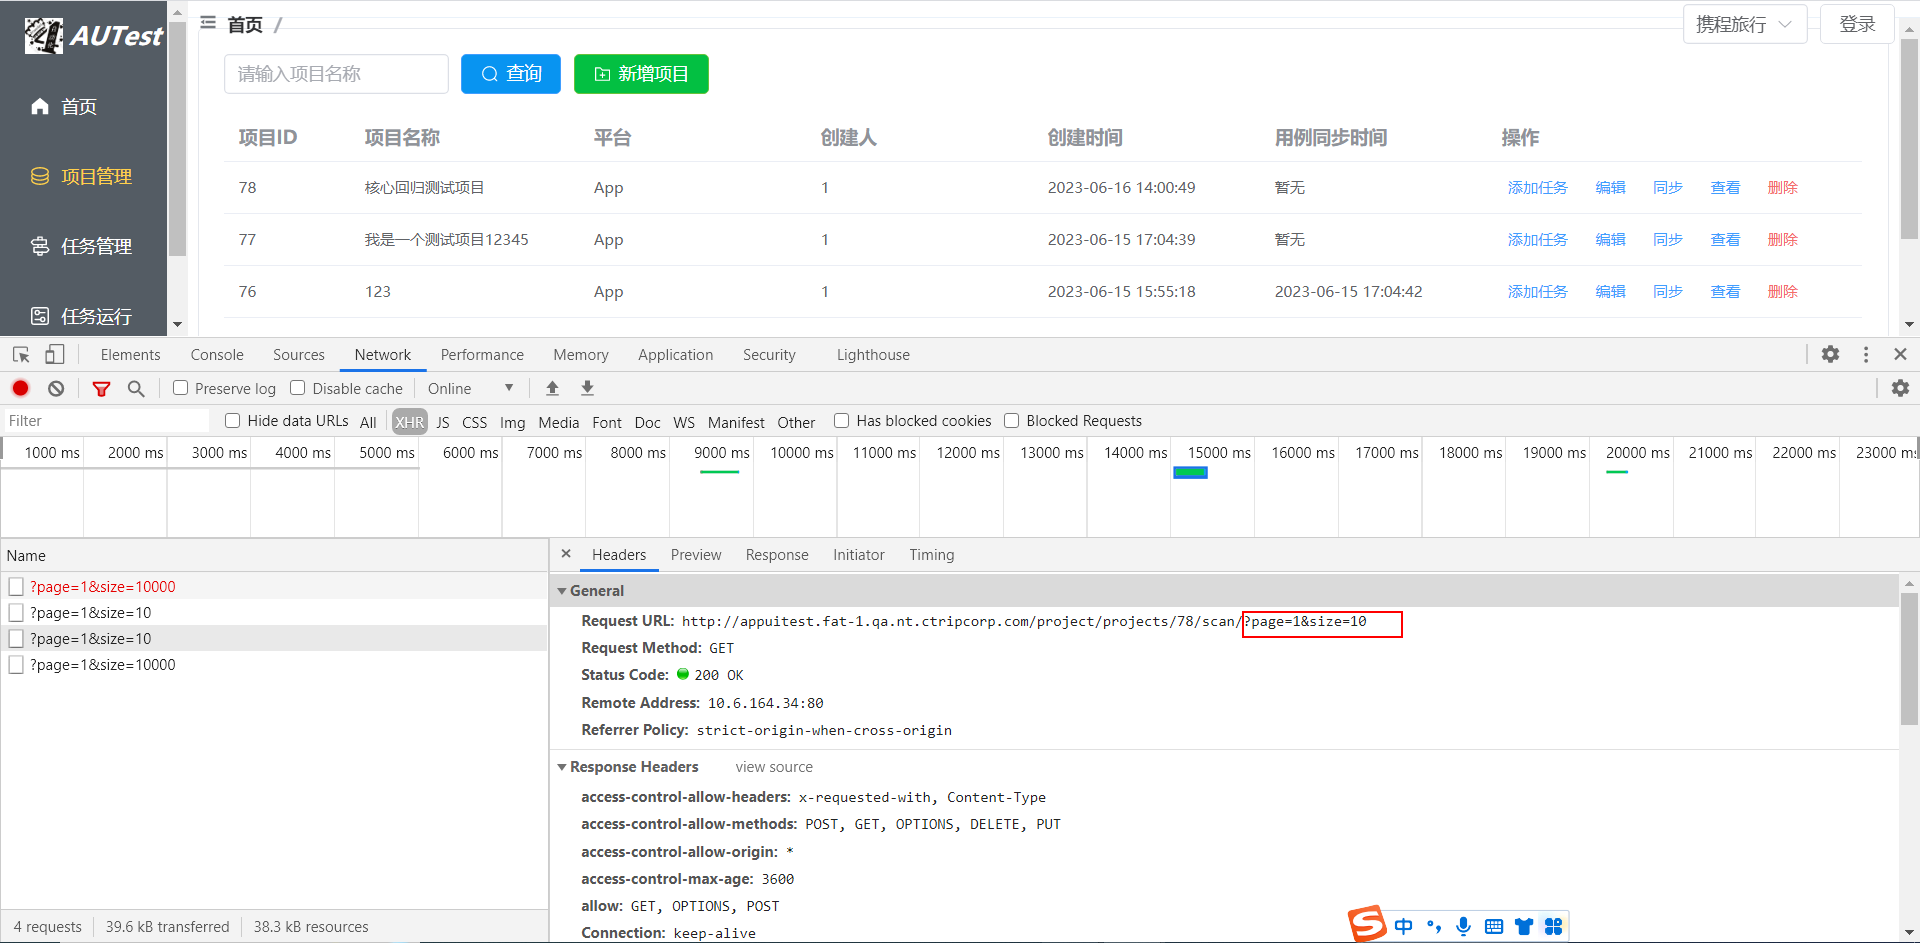 AUTest
首页 /
携程旅行
登录
请输入项目名称
查询
新增项目
首页
项目管理
任务管理
任务运行
项目ID 项目名称 平台 创建人 创建时间 用例同步时间 操作
78 核心回归测试项目 App 1 2023-06-16 14:00:49 暂无 添加任务 编辑 同步 查看 删除
77 我是一个测试项目12345 App 1 2023-06-15 17:04:39 暂无 添加任务 编辑 同步 查看 删除
76 123 App 1 2023-06-15 15:55:18 2023-06-15 17:04:42 添加任务 编辑 同步 查看 删除
Elements Console Sources Network Performance Memory Application Security Lighthouse
Preserve log Disable cache Online
Filter Hide data URLs All XHR JS CSS Img Media Font Doc WS Manifest Other Has blocked cookies Blocked Requests
1000 ms 2000 ms 3000 ms 4000 ms 5000 ms 6000 ms 7000 ms 8000 ms 9000 ms 10000 ms 11000 ms 12000 ms 13000 ms 14000 ms 15000 ms 16000 ms 17000 ms 18000 ms 19000 ms 20000 ms 21000 ms 22000 ms 23000
Name
?page=1&size=10000
?page=1&size=10
?page=1&size=10
?page=1&size=10000
4 requests 39.6 kB transferred 38.3 kB resources
Headers Preview Response Initiator Timing
General
Request URL: http://appuitest.fat-1.qa.nt.ctripcorp.com/project/projects/78/scan/?page=1&size=10
Request Method: GET
Status Code: 200 OK
Remote Address: 10.6.164.34:80
Referrer Policy: strict-origin-when-cross-origin
Response Headers view source
access-control-allow-headers: x-requested-with, Content-Type
access-control-allow-methods: POST, GET, OPTIONS, DELETE, PUT
access-control-allow-origin: *
access-control-max-age: 3600
allow: GET, OPTIONS, POST
Connection: keep-alive
S 中